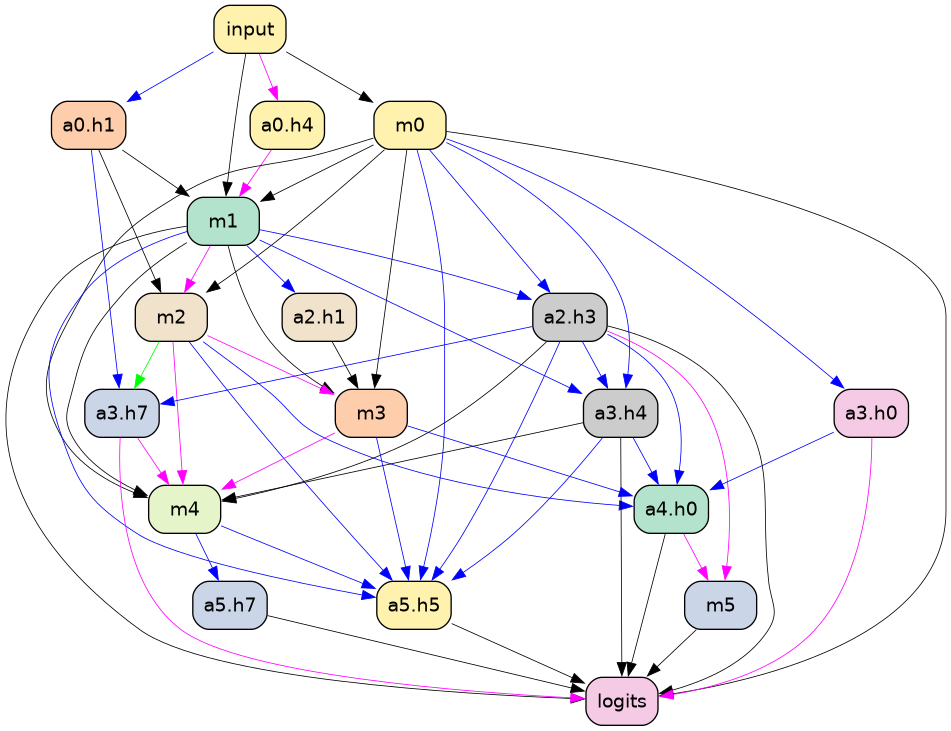 input
a0.h1
a0.h4
m0
m1
m2
a2.h1
a2.h3
a3.h7
m3
a3.h4
a3.h0
m4
a4.h0
a5.h7
a5.h5
m5
logits